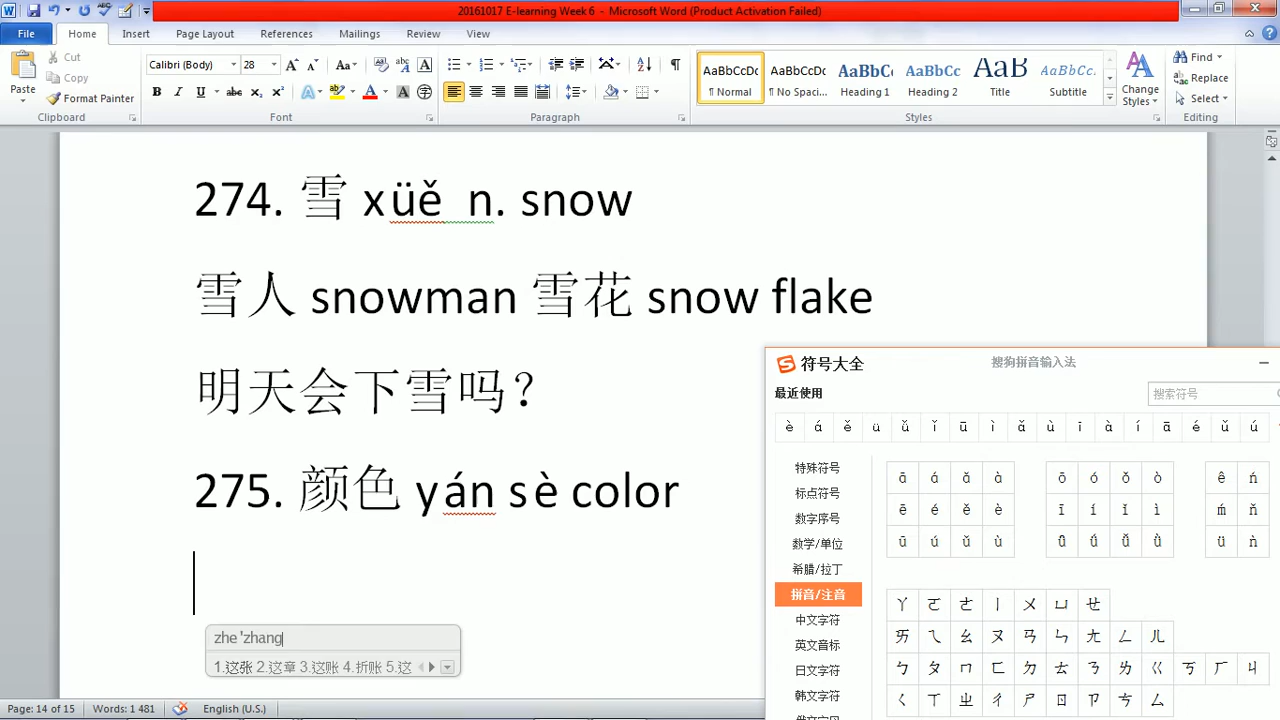 20161017 E-learning Week 6 - Microsoft Word (Product Activation Failed)
File Home Insert Page Layout References Mailings Review View
Paste Cut Copy Format Painter
Calibri (Body) 28
AaBbCcDc AaBbCcDc AaBbCc AaBbCc AaB AaBbCc.
¶ Normal ¶ No Spaci... Heading 1 Heading 2 Title Subtitle
Change Styles
Find Replace Select
Clipboard Font Paragraph Styles Editing
274. 雪 xüě n. snow
雪人 snowman 雪花 snow flake
明天会下雪吗？
275. 颜色 yán sè color
zhe'zhang
1.这张 2.这章 3.这账 4.折账 5.这
符号大全 搜狗拼音输入法
最近使用 搜索符号
è á ě ü ǔ ǐ ū ì ǎ ù ī à í ā é ǔ ú
特殊符号
标点符号
数字序号
数学/单位
希腊/拉丁
拼音/注音
中文字符
英文音标
日文字符
韩文字符
ā á ǎ à ō ó ǒ ò ê ń
ē é ě è ī í ǐ ì ḿ ň
ū ú ǔ ù ǖ ǘ ǚ ǜ ü ǹ
ㄚ ㄛ ㄜ ㄧ ㄨ ㄩ ㄝ
ㄞ ㄟ ㄠ ㄡ ㄢ ㄣ ㄤ ㄥ ㄦ
ㄅ ㄆ ㄇ ㄈ ㄉ ㄊ ㄋ ㄌ ㄍ ㄎ ㄏ ㄐ
ㄑ ㄒ ㄓ ㄔ ㄕ ㄖ ㄗ ㄘ ㄙ
Page: 14 of 15 Words: 1 481 English (U.S.)